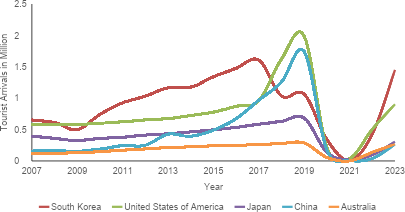 2.5
2
1.5
1
0.5
0
Tourist Arrivals in Million
2007 2009 2011 2013 2015 2017 2019 2021 2023
Year
South Korea United States of America Japan China Australia